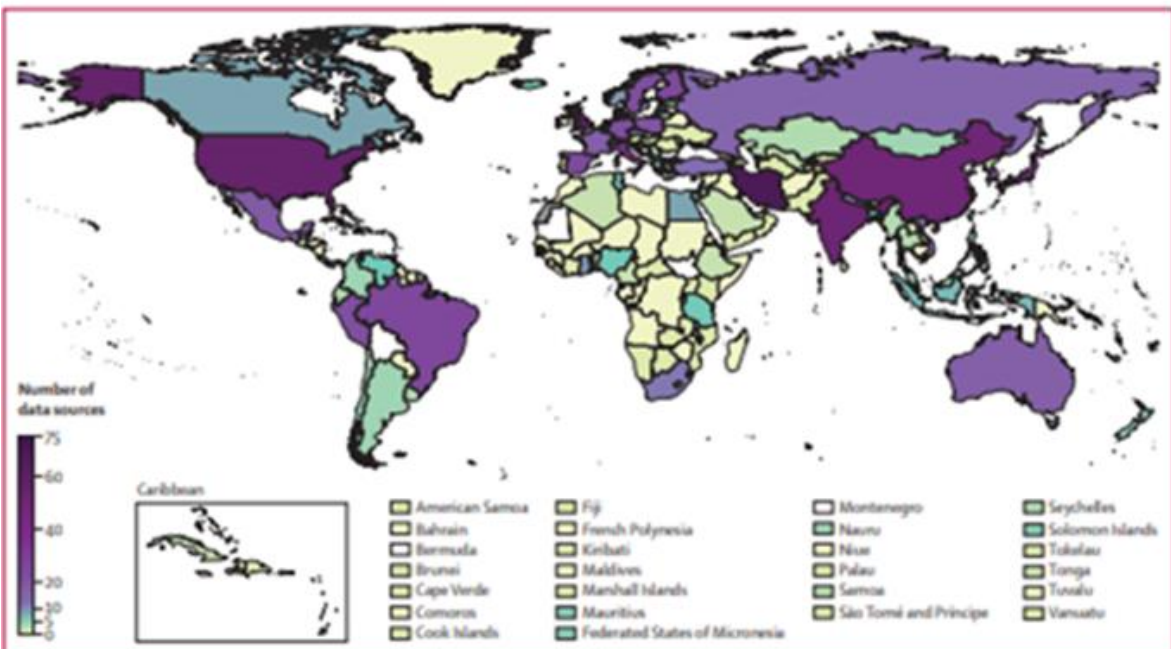 Number of
data sources
75
60
40
20
10
0
Caribbean
American Samoa
Bahrain
Bermuda
Brunei
Cape Verde
Comoros
Cook Islands
Fiji
French Polynesia
Kiribati
Maldives
Marshall Islands
Mauritius
Federated States of Micronesia
Montenegro
Nauru
Niue
Palau
Samoa
São Tomé and Príncipe
Seychelles
Solomon Islands
Tokelau
Tonga
Tuvalu
Vanuatu